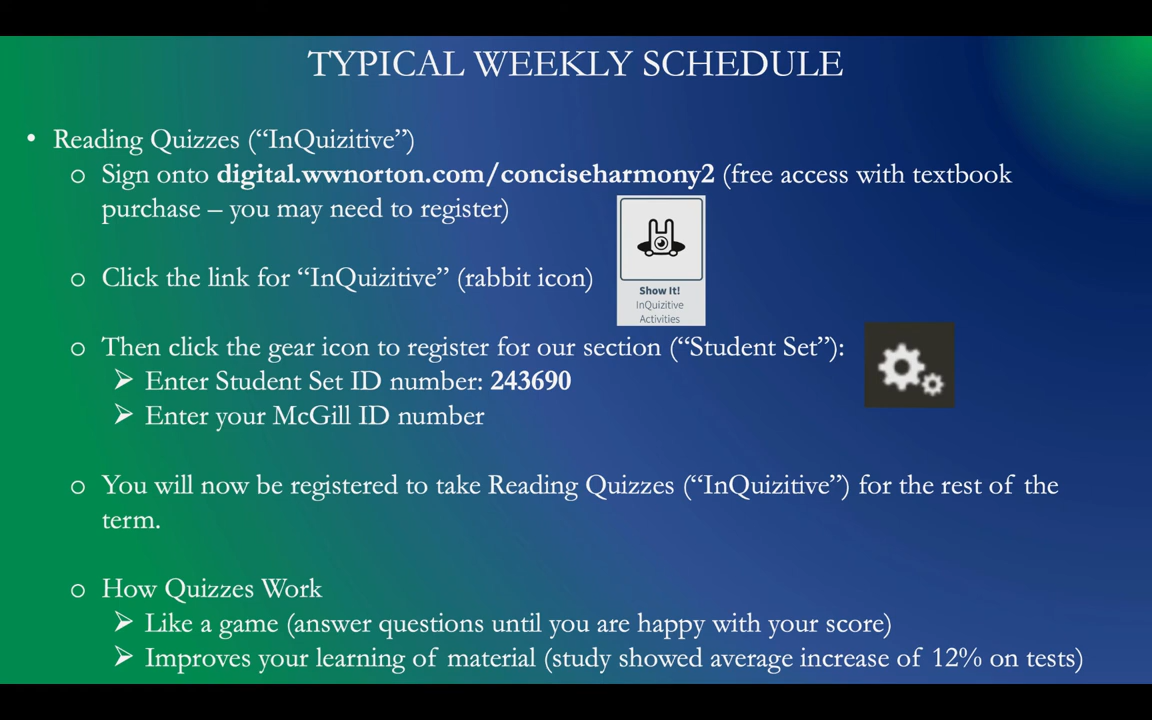 TYPICAL WEEKLY SCHEDULE
• Reading Quizzes (“InQuizitive”)
o Sign onto digital.wwnorton.com/conciseharmony2 (free access with textbook
purchase – you may need to register)
o Click the link for “InQuizitive” (rabbit icon)
Show It!
InQuizitive
Activities
o Then click the gear icon to register for our section (“Student Set”):
➢ Enter Student Set ID number: 243690
➢ Enter your McGill ID number
o You will now be registered to take Reading Quizzes (“InQuizitive”) for the rest of the
term.
o How Quizzes Work
➢ Like a game (answer questions until you are happy with your score)
➢ Improves your learning of material (study showed average increase of 12% on tests)